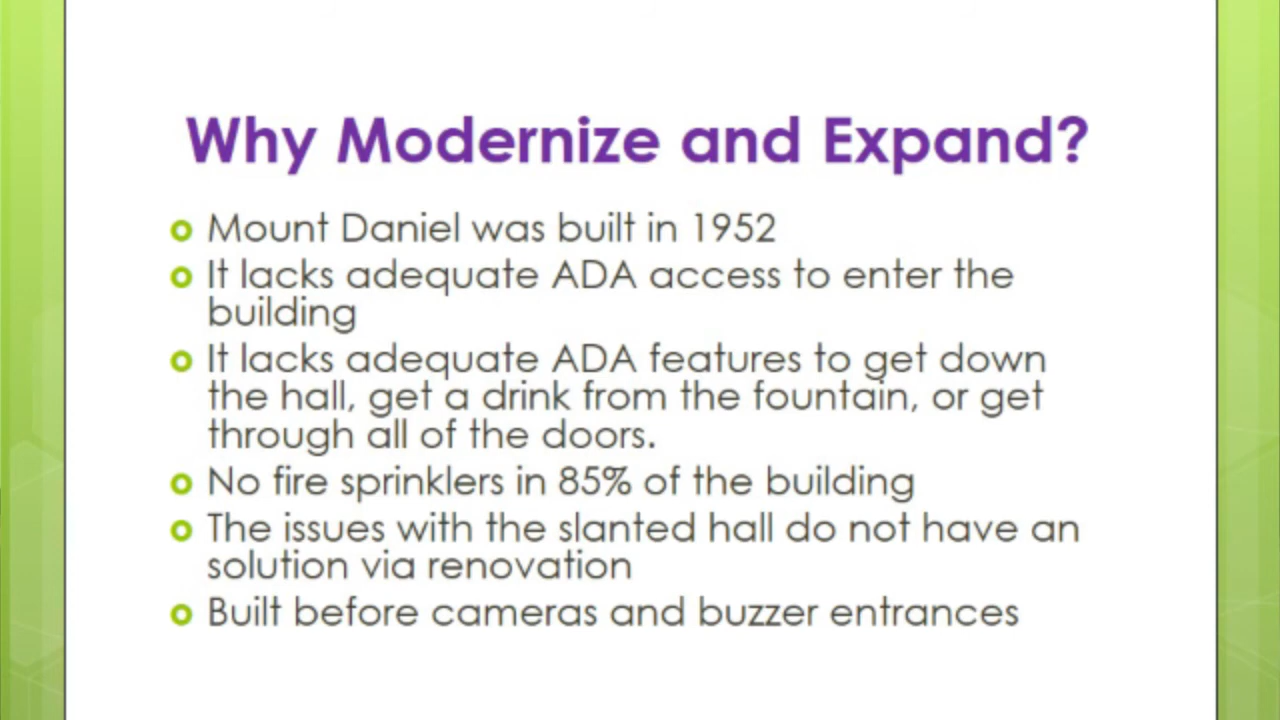 Why Modernize and Expand?
Mount Daniel was built in 1952
It lacks adequate ADA access to enter the
building
It lacks adequate ADA features to get down
the hall, get a drink from the fountain, or get
through all of the doors.
No fire sprinklers in 85% of the building
The issues with the slanted hall do not have an
solution via renovation
Built before cameras and buzzer entrances